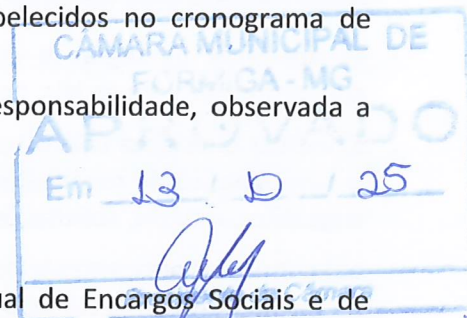 belecidos no cronograma de
CÂMARA MUNICIPAL DE
FORMIGA - MG
esponsabilidade, observada a
APROVADO
Em 13 / 10 / 25
ual de Encargos Sociais e de
Câmara